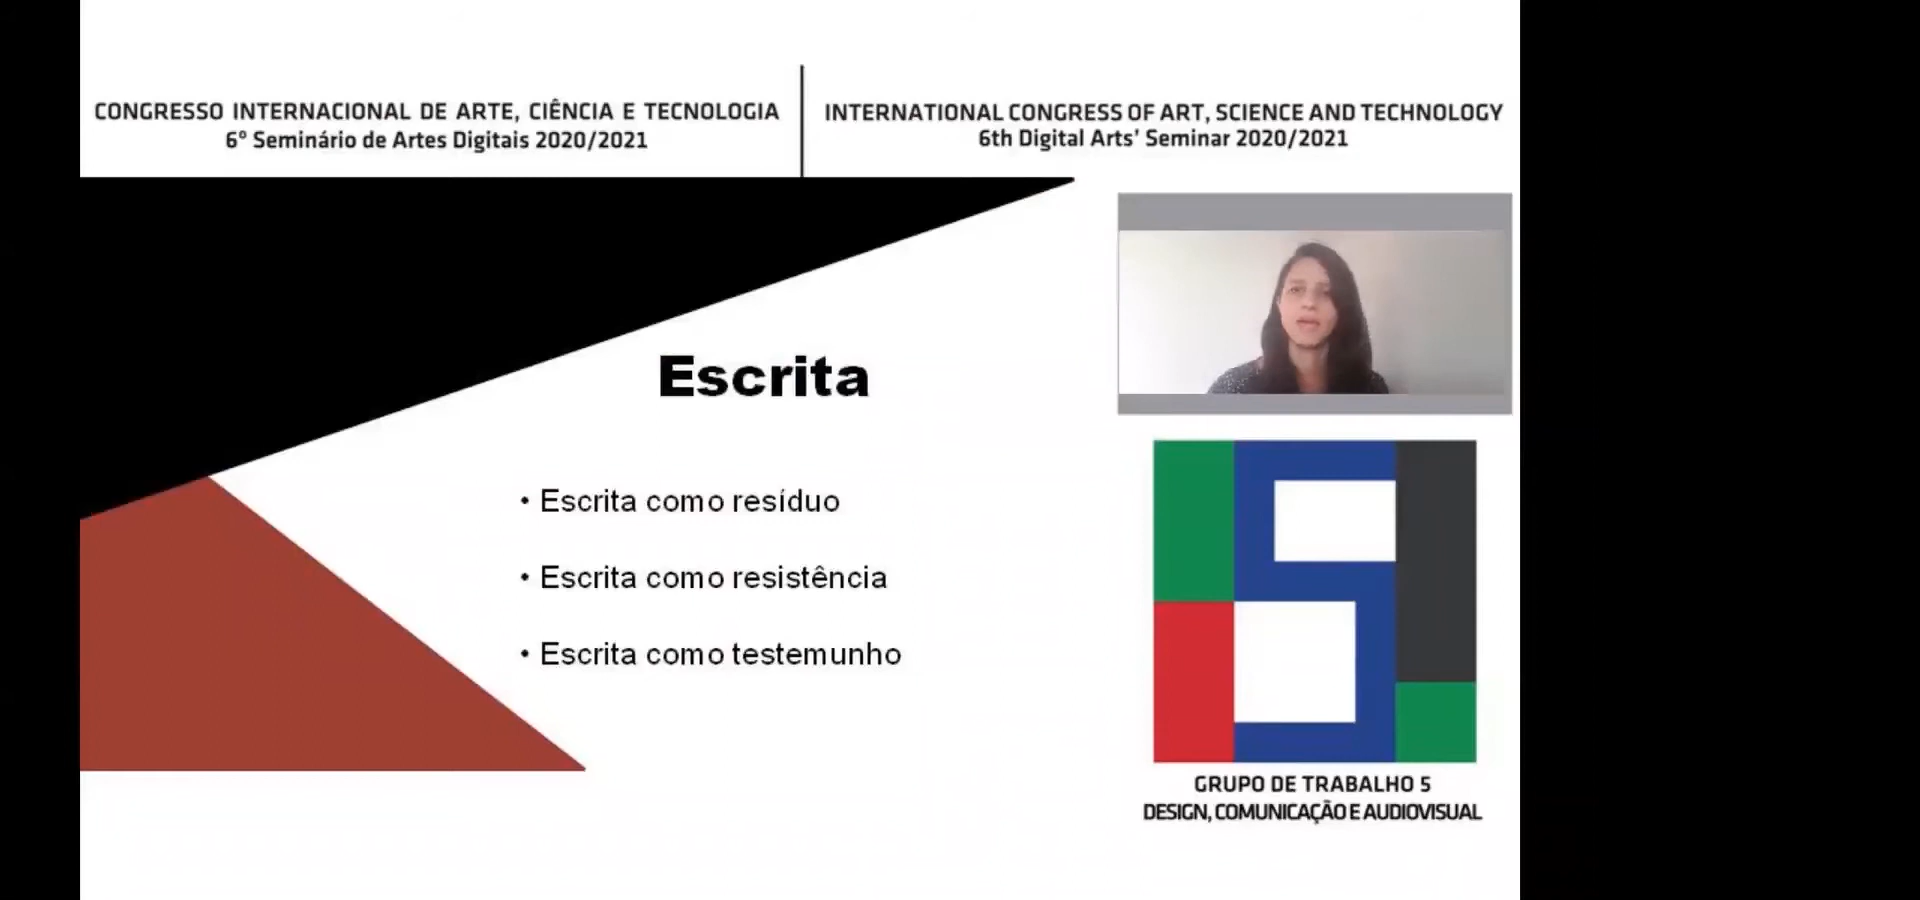 CONGRESSO INTERNACIONAL DE ARTE, CIÊNCIA E TECNOLOGIA
6º Seminário de Artes Digitais 2020/2021
INTERNATIONAL CONGRESS OF ART, SCIENCE AND TECHNOLOGY
6th Digital Arts' Seminar 2020/2021
Escrita
• Escrita como resíduo
• Escrita como resistência
• Escrita como testemunho
GRUPO DE TRABALHO 5
DESIGN, COMUNICAÇÃO E AUDIOVISUAL